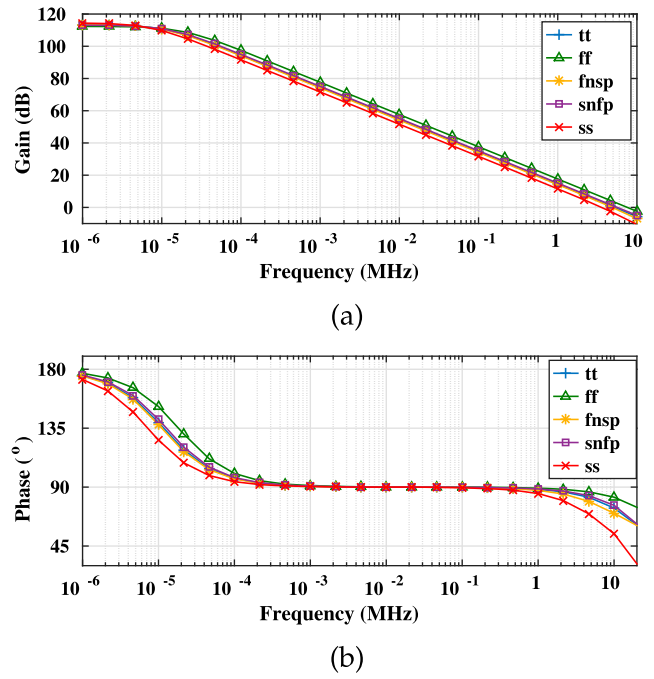 120
100
80
60
40
20
0
Gain (dB)
tt
ff
fnsp
snfp
ss
10 -6 10 -5 10 -4 10 -3 10 -2 10 -1 1 10
Frequency (MHz)
(a)
180
135
90
45
Phase (o)
tt
ff
fnsp
snfp
ss
10 -6 10 -5 10 -4 10 -3 10 -2 10 -1 1 10
Frequency (MHz)
(b)